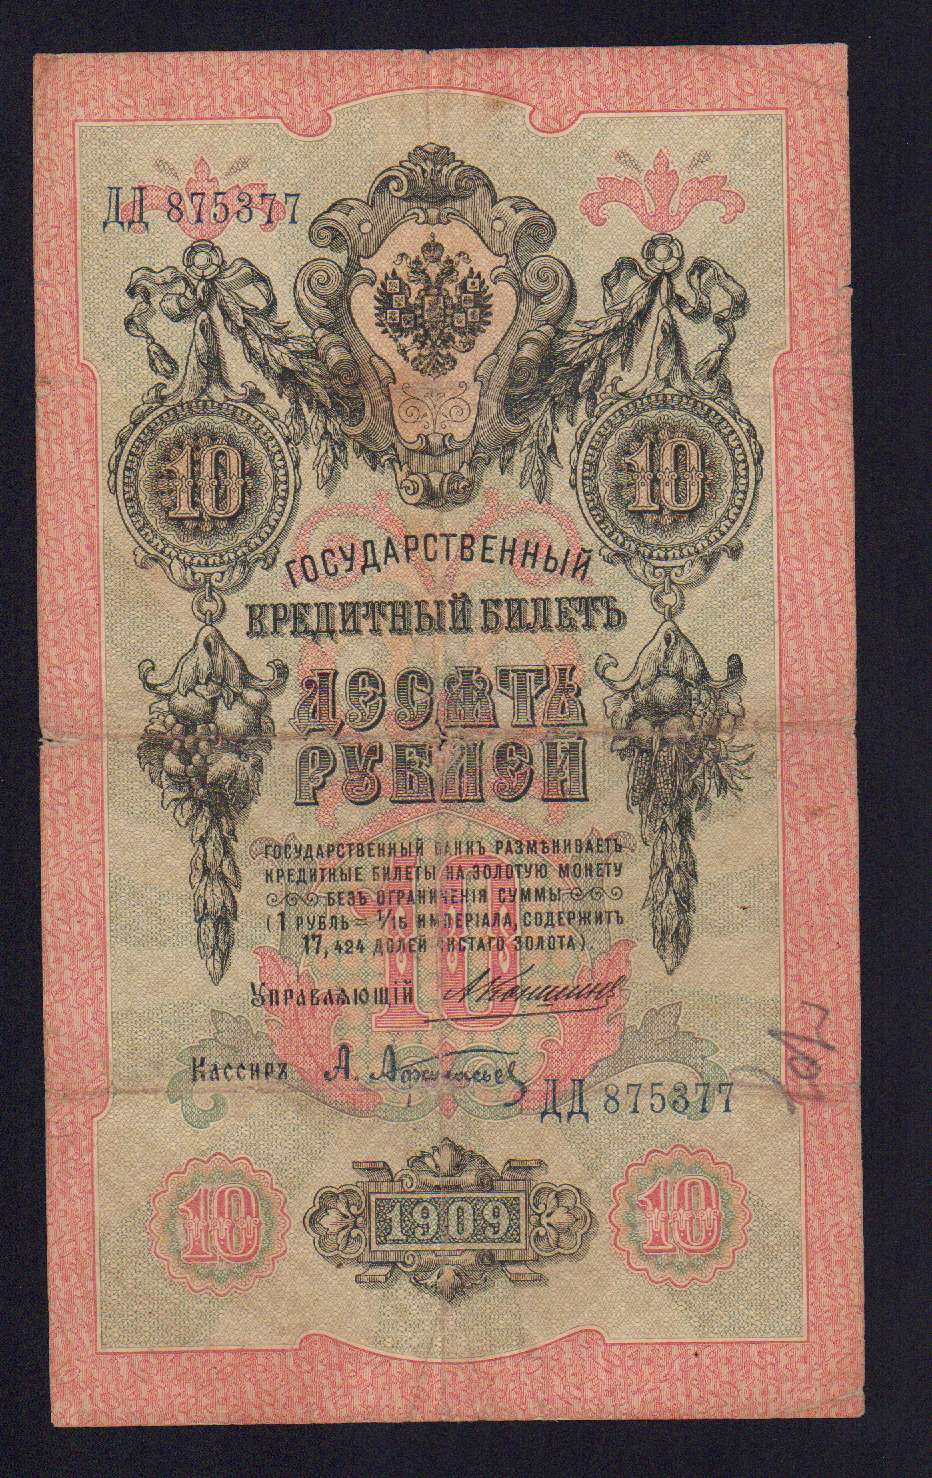 ДД 875377
10 10
ГОСУДАРСТВЕННЫЙ
КРЕДИТНЫЙ БИЛЕТЪ
ДЕСЯТЬ
РУБЛЕЙ
ГОСУДАРСТВЕННЫЙ БАНКЪ РАЗМѢНИВАЕТЪ
КРЕДИТНЫЕ БИЛЕТЫ НА ЗОЛОТУЮ МОНЕТУ
БЕЗЪ ОГРАНИЧЕНІЯ СУММЫ
(1 РУБЛЬ = 1/15 ИМПЕРІАЛА, СОДЕРЖИТЪ
17,424 ДОЛЕЙ ЧИСТАГО ЗОЛОТА).
10
УПРАВЛЯЮЩІЙ
КАССИРЪ А. Афанасьев
ДД 875377
10 1909 10